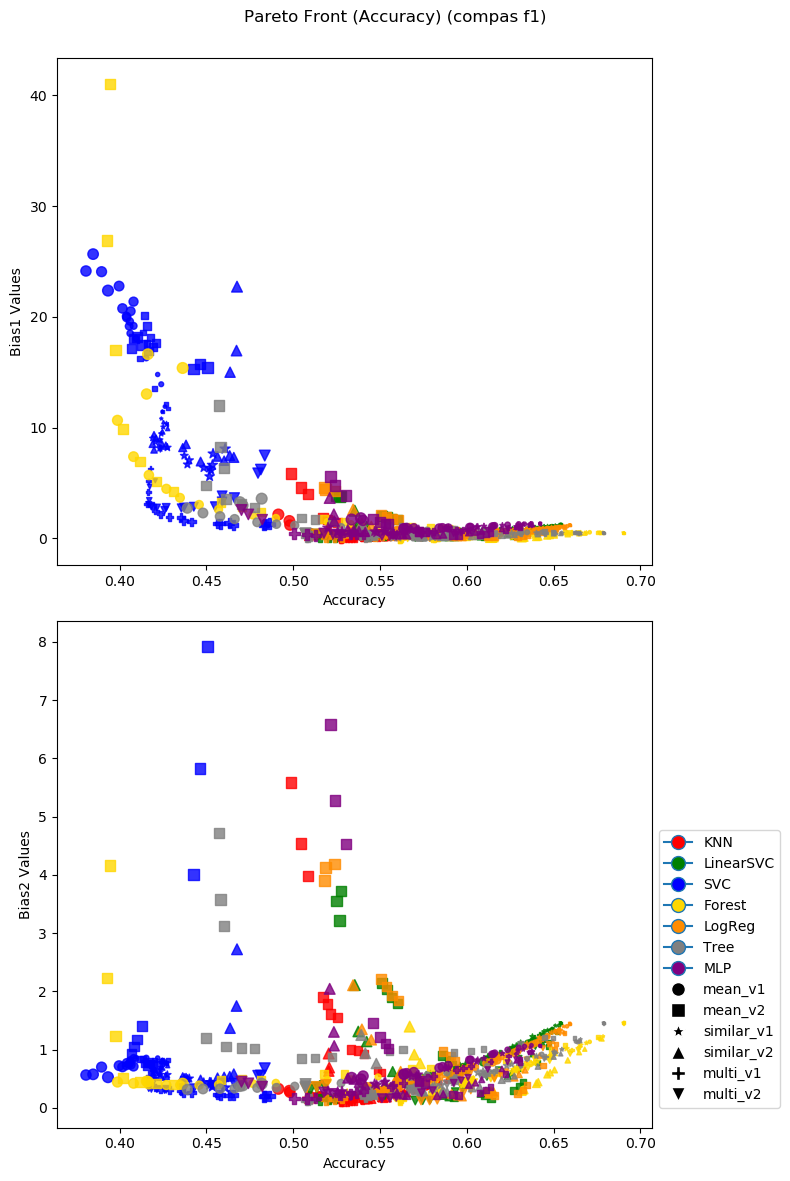 Pareto Front (Accuracy) (compas f1)
40
30
20
10
0
Bias1 Values
0.40 0.45 0.50 0.55 0.60 0.65 0.70
Accuracy
8
7
6
5
4
3
2
1
0
Bias2 Values
0.40 0.45 0.50 0.55 0.60 0.65 0.70
Accuracy
KNN
LinearSVC
SVC
Forest
LogReg
Tree
MLP
mean_v1
mean_v2
similar_v1
similar_v2
multi_v1
multi_v2